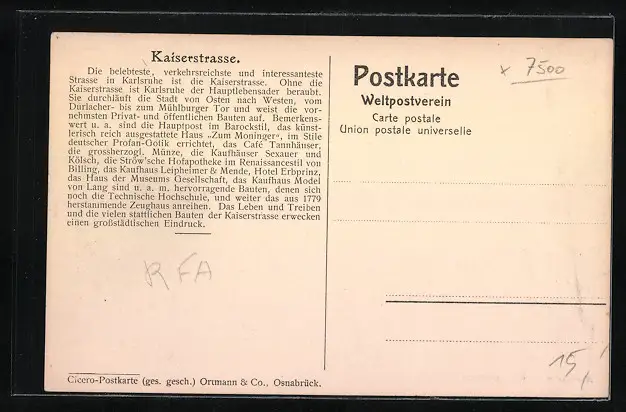 Kaiserstrasse.
Die belebteste, verkehrsreichste und interessanteste
Strasse in Karlsruhe ist die Kaiserstrasse. Ohne die
Kaiserstrasse ist Karlsruhe der Hauptlebensader beraubt.
Sie durchläuft die Stadt von Osten nach Westen, vom
Durlacher- bis zum Mühlburger Tor und weist die vor-
nehmsten Privat- und öffentlichen Bauten auf. Bemerkens-
wert u. a. sind die Hauptpost im Barockstil, das künst-
lerisch reich ausgestattete Haus „Zum Moninger“, im Stile
deutscher Profan-Gotik errichtet, das Café Tannhäuser,
die grossherzogl. Münze, die Kaufhäuser Sexauer und
Kölsch, die Ströw'sche Hofapotheke im Renaissancestil von
Billing, das Kaufhaus Leipheimer & Mende, Hotel Erbprinz,
das Haus der Museums Gesellschaft, das Kaufhaus Model
von Lang sind u. a. m. hervorragende Bauten, denen sich
noch die Technische Hochschule, und weiter das aus 1779
herstammende Zeughaus anreihen. Das Leben und Treiben
und die vielen stattlichen Bauten der Kaiserstrasse erwecken
einen großstädtischen Eindruck.
RFA
Cicero-Postkarte (ges. gesch.) Ortmann & Co., Osnabrück.
Postkarte
Weltpostverein
Carte postale
Union postale universelle
x 7500
15